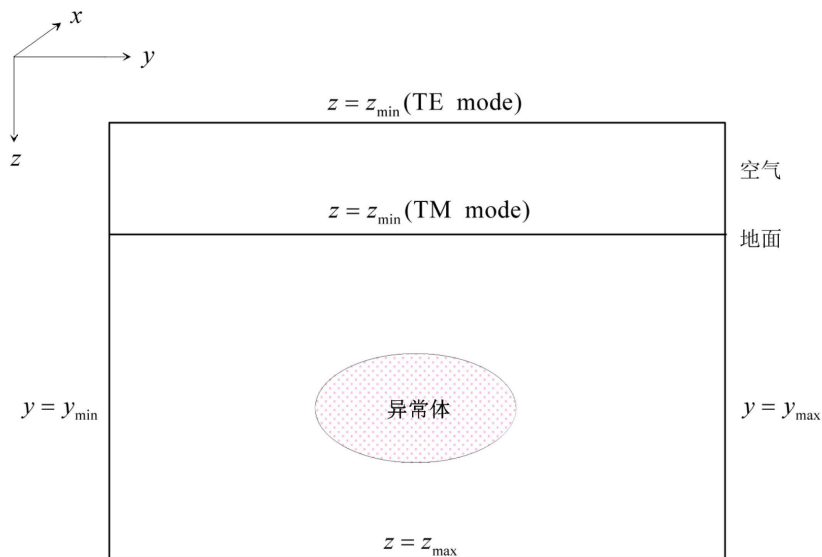 x
y
z
z = z_min (TE mode)
空气
z = z_min (TM mode)
地面
异常体
y = y_min
y = y_max
z = z_max